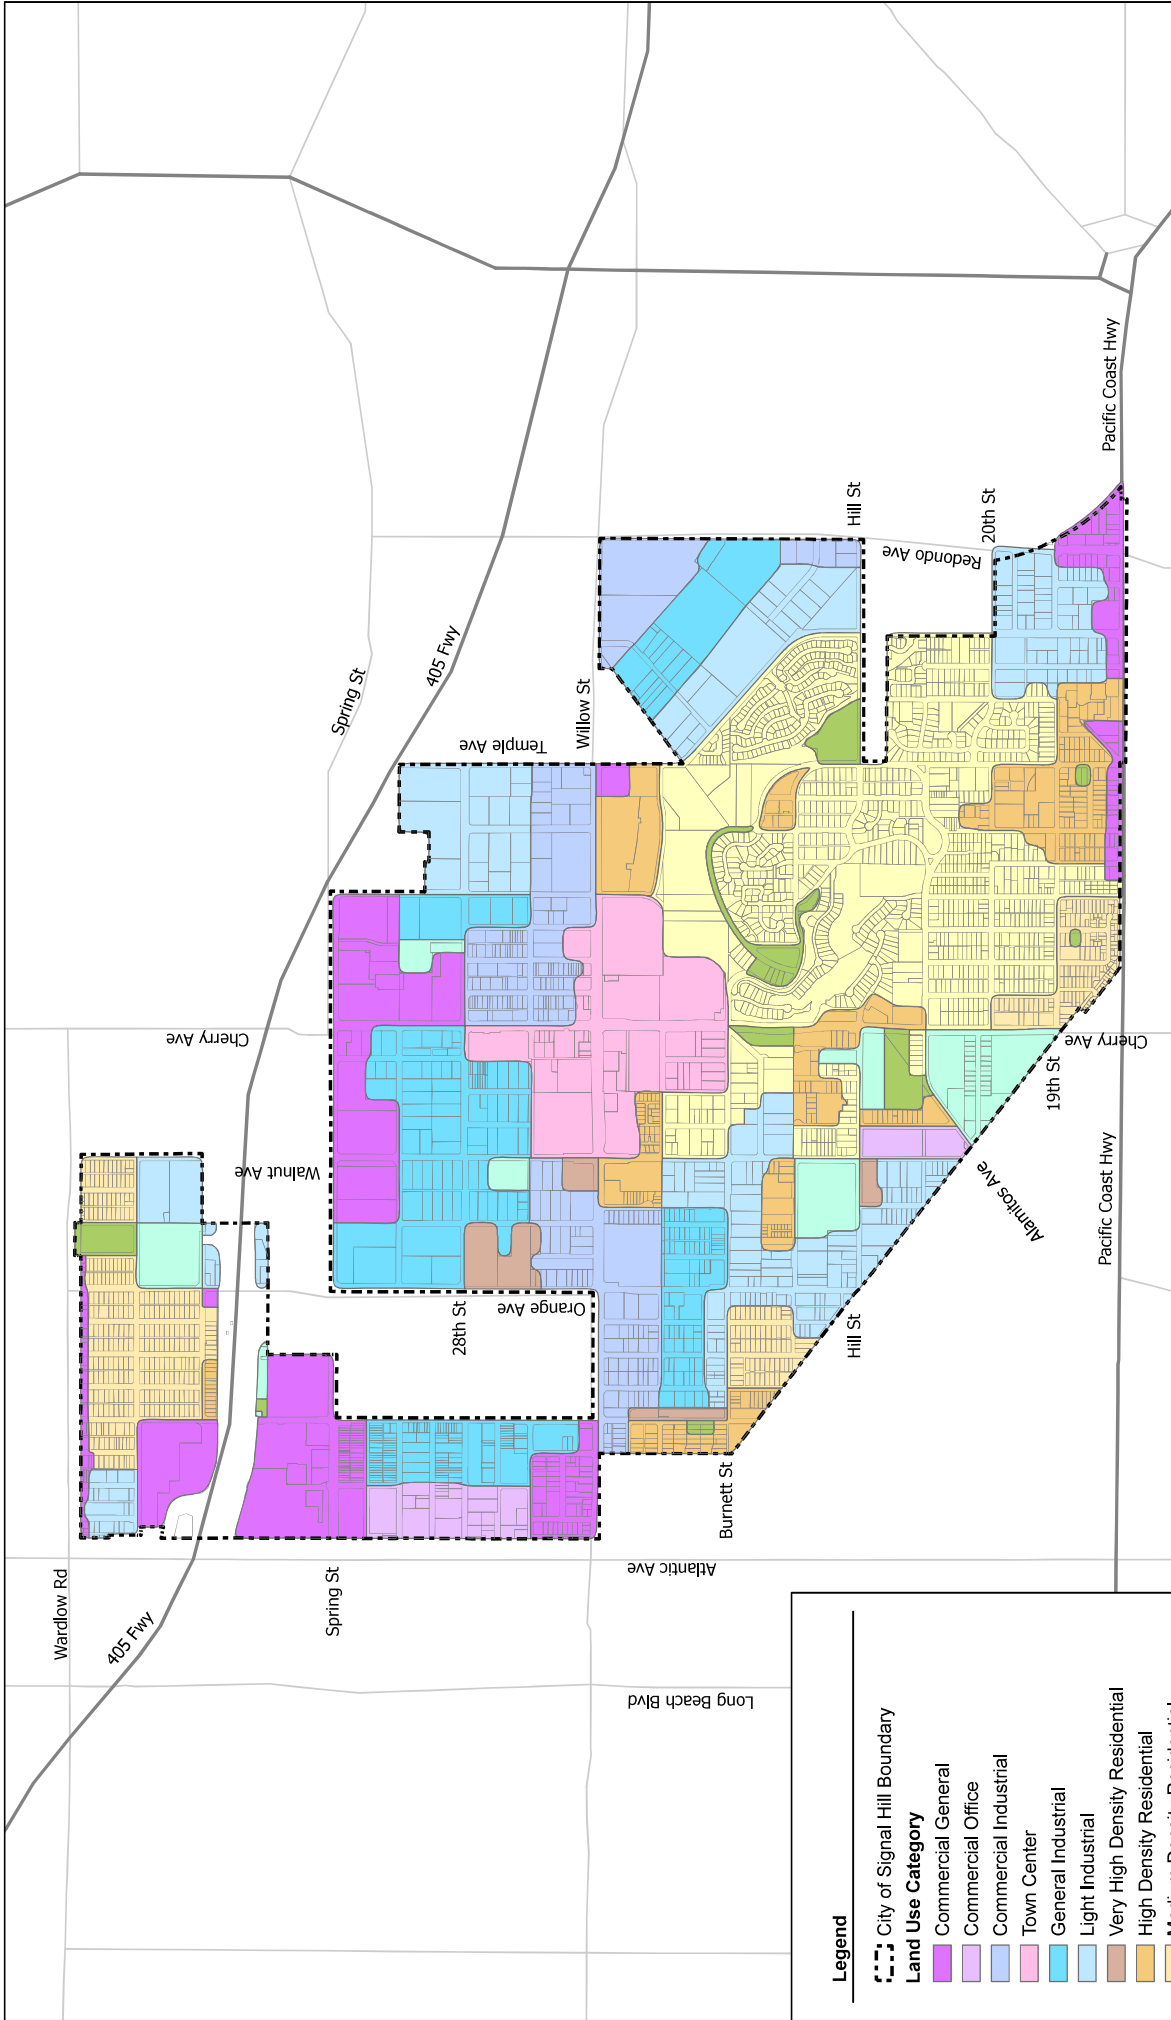 Wardlow Rd
405 Fwy
Spring St
Atlantic Ave
Long Beach Blvd
Burnett St
Pacific Coast Hwy
Hill St
Alamitos Ave
19th St
Cherry Ave
28th St
Orange Ave
Walnut Ave
Cherry Ave
Temple Ave
Willow St
Spring St
405 Fwy
Hill St
Redondo Ave
20th St
Pacific Coast Hwy
Legend
City of Signal Hill Boundary
Land Use Category
Commercial General
Commercial Office
Commercial Industrial
Town Center
General Industrial
Light Industrial
Very High Density Residential
High Density Residential
Medium Density Residential